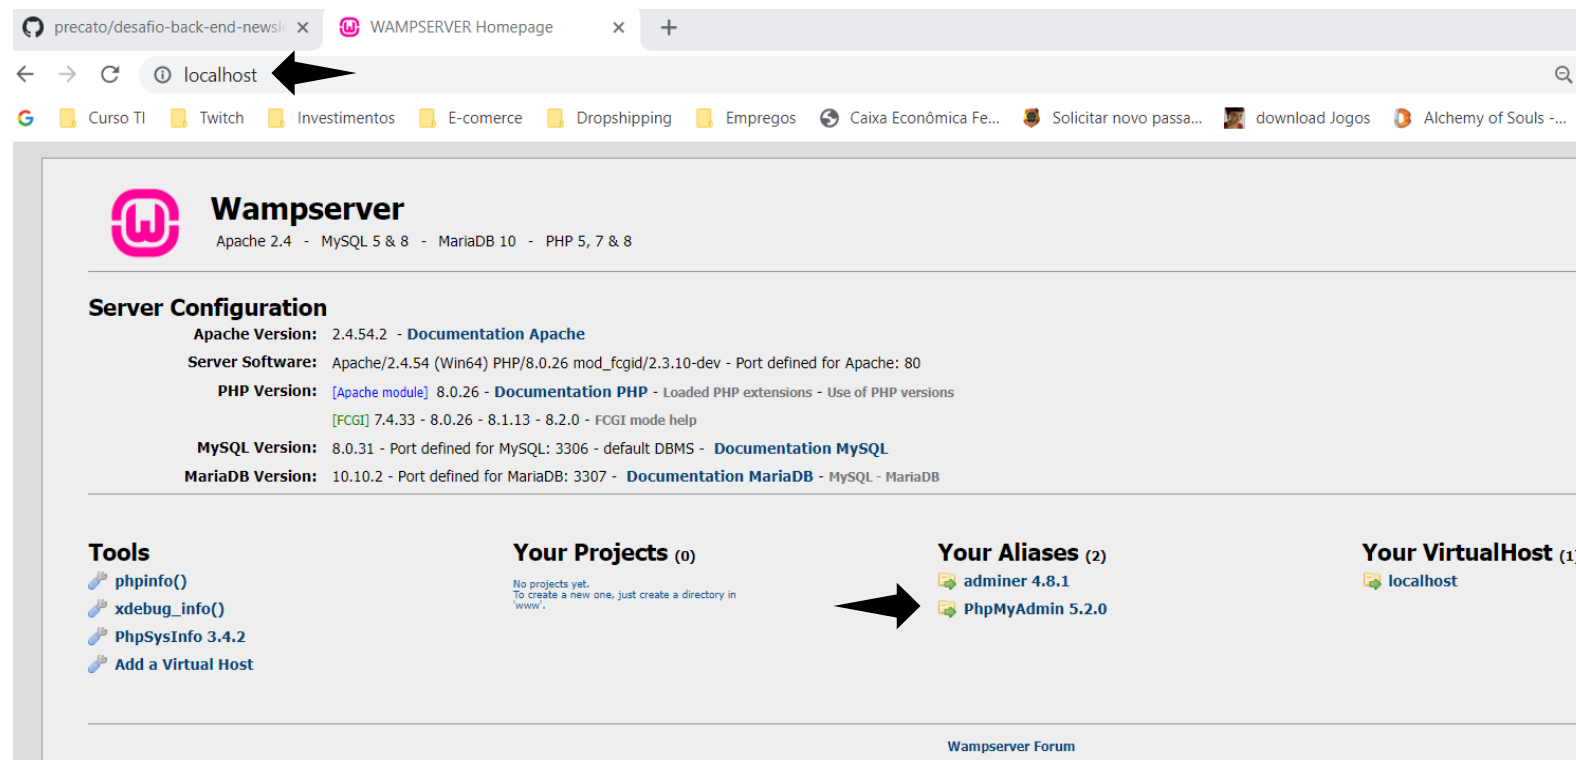 precato/desafio-back-end-newsl
WAMPSERVER Homepage
localhost
Curso TI
Twitch
Investimentos
E-comerce
Dropshipping
Empregos
Caixa Econômica Fe...
Solicitar novo passa...
download Jogos
Alchemy of Souls -...
Wampserver
Apache 2.4 - MySQL 5 & 8 - MariaDB 10 - PHP 5, 7 & 8
Server Configuration
Apache Version: 2.4.54.2 - Documentation Apache
Server Software: Apache/2.4.54 (Win64) PHP/8.0.26 mod_fcgid/2.3.10-dev - Port defined for Apache: 80
PHP Version: [Apache module] 8.0.26 - Documentation PHP - Loaded PHP extensions - Use of PHP versions
[FCGI] 7.4.33 - 8.0.26 - 8.1.13 - 8.2.0 - FCGI mode help
MySQL Version: 8.0.31 - Port defined for MySQL: 3306 - default DBMS - Documentation MySQL
MariaDB Version: 10.10.2 - Port defined for MariaDB: 3307 - Documentation MariaDB - MySQL - MariaDB
Tools
phpinfo()
xdebug_info()
PhpSysInfo 3.4.2
Add a Virtual Host
Your Projects (0)
No projects yet.
To create a new one, just create a directory in
'www'.
Your Aliases (2)
adminer 4.8.1
PhpMyAdmin 5.2.0
Your VirtualHost (1)
localhost
Wampserver Forum